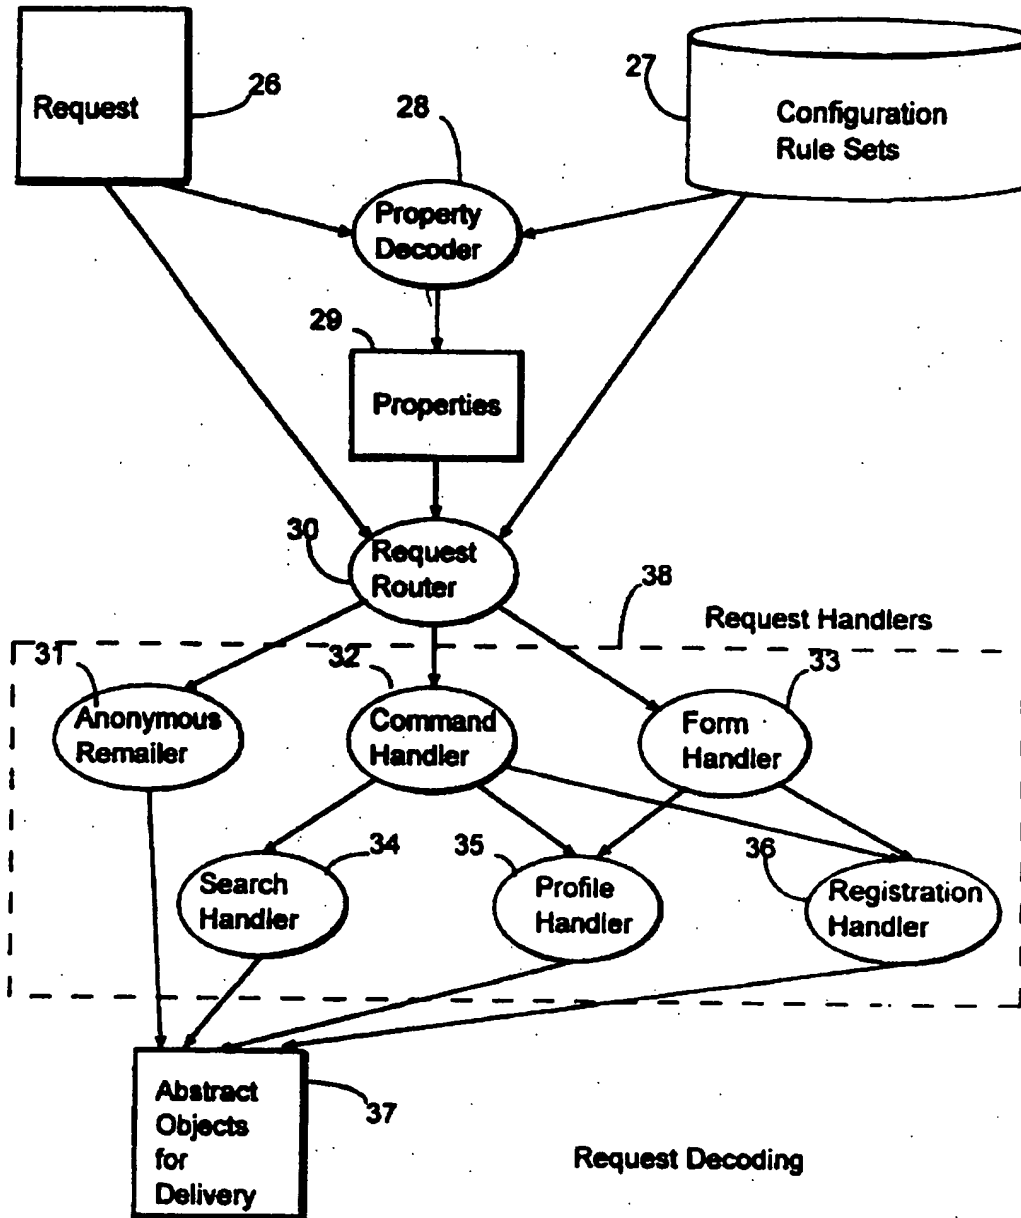 Request
26
27
Configuration
Rule Sets
28
Property
Decoder
29
Properties
30
Request
Router
38
Request Handlers
31
Anonymous
Remailer
32
Command
Handler
33
Form
Handler
34
Search
Handler
35
Profile
Handler
36
Registration
Handler
Abstract
Objects
for
Delivery
37
Request Decoding